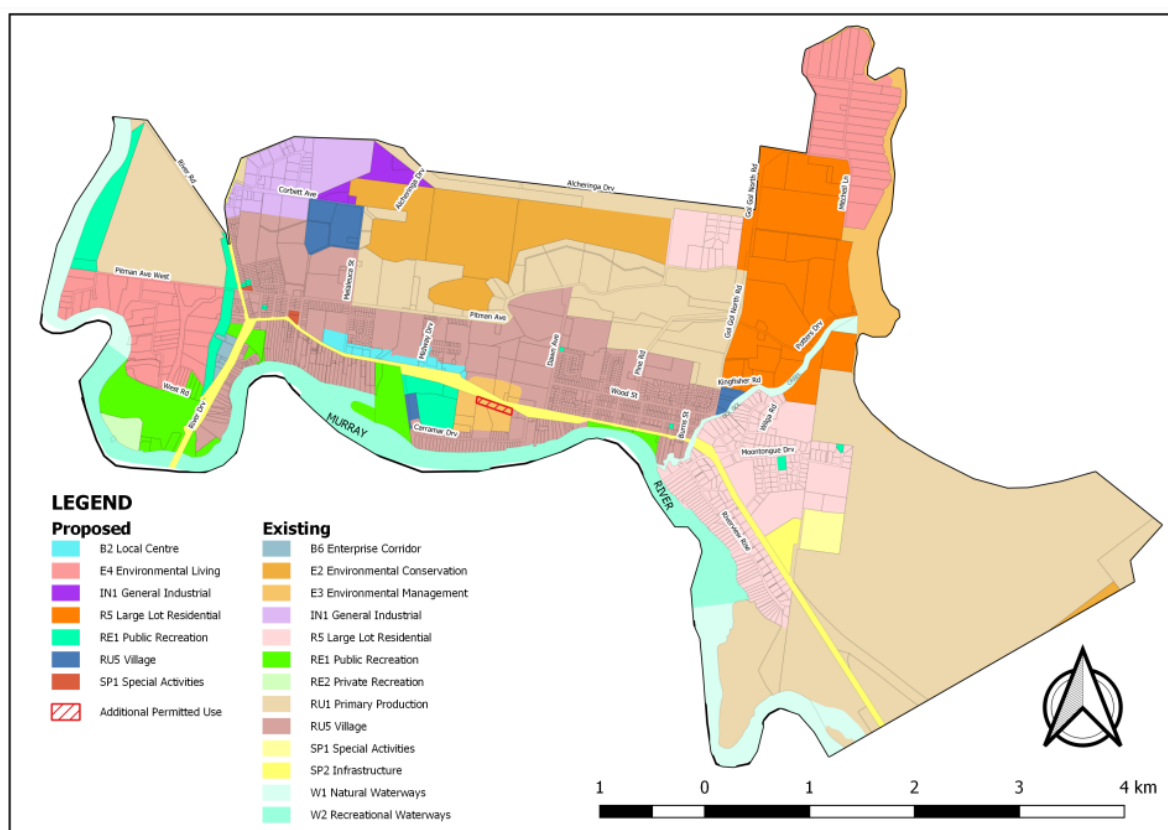 River Rd
Corbett Ave
Alcheringa Drv
Alcheringa Drv
Gol Gol North Rd
Mitchell Ln
Pitman Ave West
Melaleuca St
Pitman Ave
Midway Drv
Dawn Ave
Pine Rd
Gol Gol North Rd
Potters Drv
Kingfisher Rd
Wood St
West Rd
River Drv
MURRAY
Carramar Drv
Burns St
GOL GOL
CREEK
Wilga Rd
Moontongue Drv
RIVER
Riverview Rise
LEGEND
Proposed
B2 Local Centre
E4 Environmental Living
IN1 General Industrial
R5 Large Lot Residential
RE1 Public Recreation
RU5 Village
SP1 Special Activities
Additional Permitted Use
Existing
B6 Enterprise Corridor
E2 Environmental Conservation
E3 Environmental Management
IN1 General Industrial
R5 Large Lot Residential
RE1 Public Recreation
RE2 Private Recreation
RU1 Primary Production
RU5 Village
SP1 Special Activities
SP2 Infrastructure
W1 Natural Waterways
W2 Recreational Waterways
1 0 1 2 3 4 km